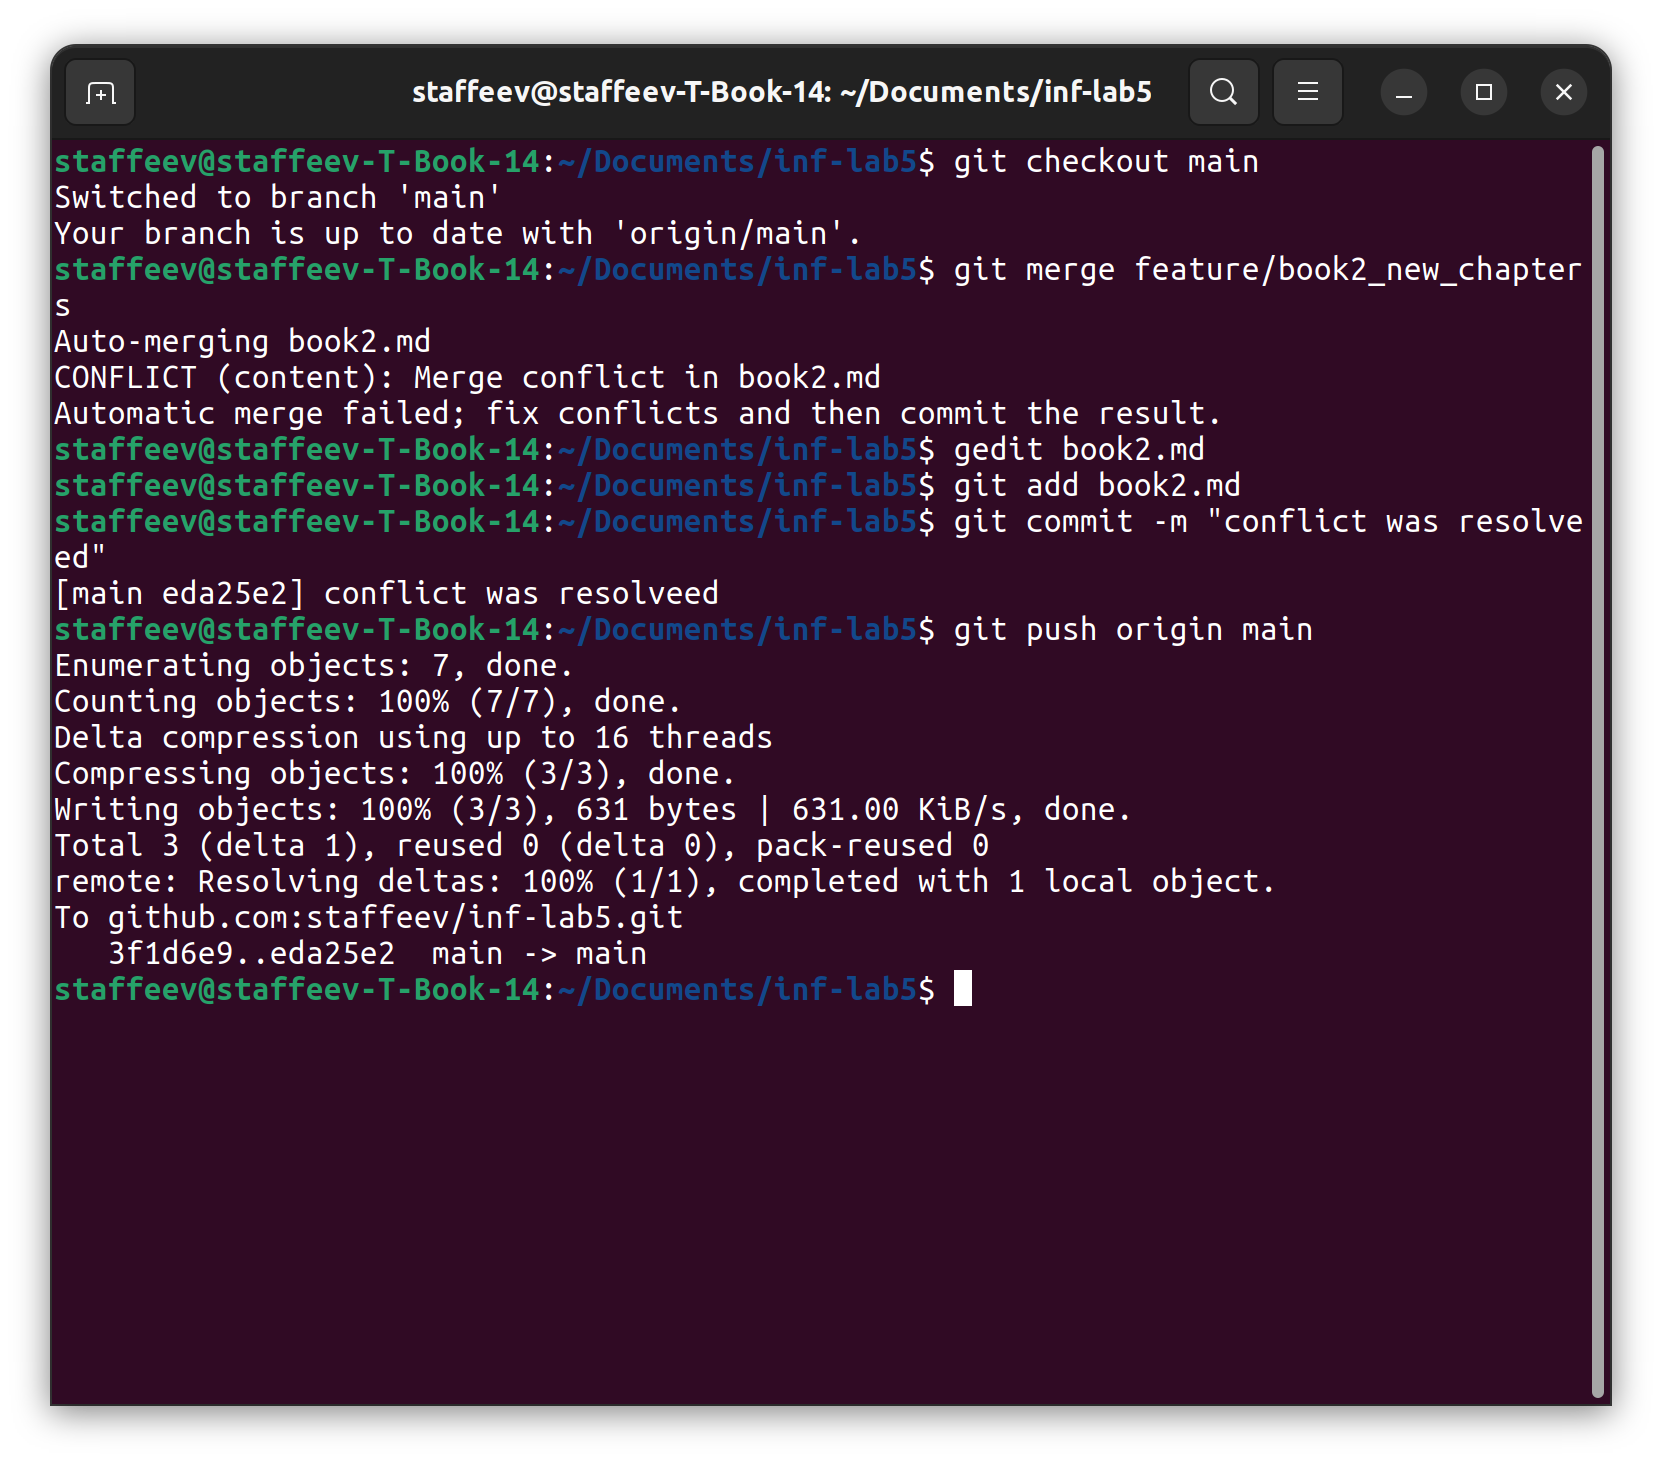 staffeev@staffeev-T-Book-14: ~/Documents/inf-lab5
staffeev@staffeev-T-Book-14:~/Documents/inf-lab5$ git checkout main
Switched to branch 'main'
Your branch is up to date with 'origin/main'.
staffeev@staffeev-T-Book-14:~/Documents/inf-lab5$ git merge feature/book2_new_chapter
s
Auto-merging book2.md
CONFLICT (content): Merge conflict in book2.md
Automatic merge failed; fix conflicts and then commit the result.
staffeev@staffeev-T-Book-14:~/Documents/inf-lab5$ gedit book2.md
staffeev@staffeev-T-Book-14:~/Documents/inf-lab5$ git add book2.md
staffeev@staffeev-T-Book-14:~/Documents/inf-lab5$ git commit -m "conflict was resolve
ed"
[main eda25e2] conflict was resolveed
staffeev@staffeev-T-Book-14:~/Documents/inf-lab5$ git push origin main
Enumerating objects: 7, done.
Counting objects: 100% (7/7), done.
Delta compression using up to 16 threads
Compressing objects: 100% (3/3), done.
Writing objects: 100% (3/3), 631 bytes | 631.00 KiB/s, done.
Total 3 (delta 1), reused 0 (delta 0), pack-reused 0
remote: Resolving deltas: 100% (1/1), completed with 1 local object.
To github.com:staffeev/inf-lab5.git
   3f1d6e9..eda25e2  main -> main
staffeev@staffeev-T-Book-14:~/Documents/inf-lab5$